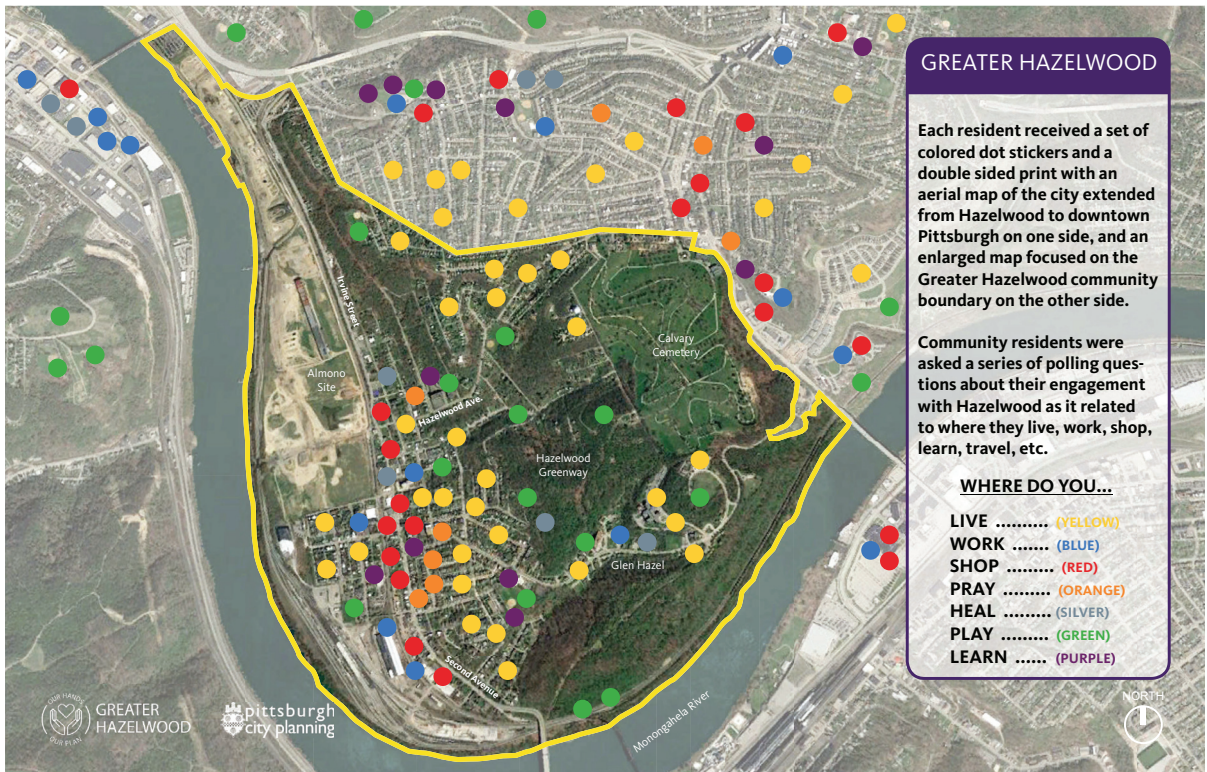 GREATER HAZELWOOD
Each resident received a set of
colored dot stickers and a
double sided print with an
aerial map of the city extended
from Hazelwood to downtown
Pittsburgh on one side, and an
enlarged map focused on the
Greater Hazelwood community
boundary on the other side.
Community residents were
asked a series of polling ques-
tions about their engagement
with Hazelwood as it related
to where they live, work, shop,
learn, travel, etc.
WHERE DO YOU...
LIVE .......... (YELLOW)
WORK ....... (BLUE)
SHOP ......... (RED)
PRAY .......... (ORANGE)
HEAL ......... (SILVER)
PLAY ......... (GREEN)
LEARN ...... (PURPLE)
Irvine Street
Calvary
Cemetery
Almono
Site
Hazelwood Ave.
Hazelwood
Greenway
Glen Hazel
Second Avenue
Monongahela River
OUR HANDS
OUR PLAN
GREATER
HAZELWOOD
pittsburgh
city planning
NORTH